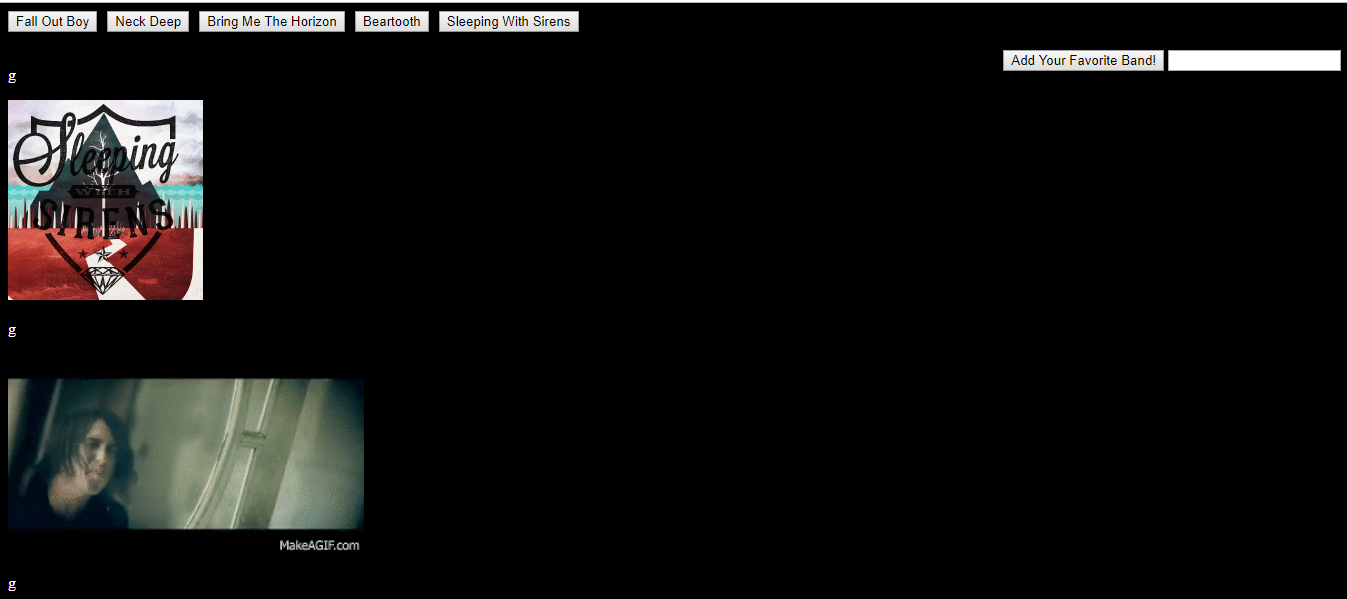 Fall Out Boy Neck Deep Bring Me The Horizon Beartooth Sleeping With Sirens
Add Your Favorite Band!
g
Sleeping
WITH
SIRENS
g
MakeAGIF.com
g